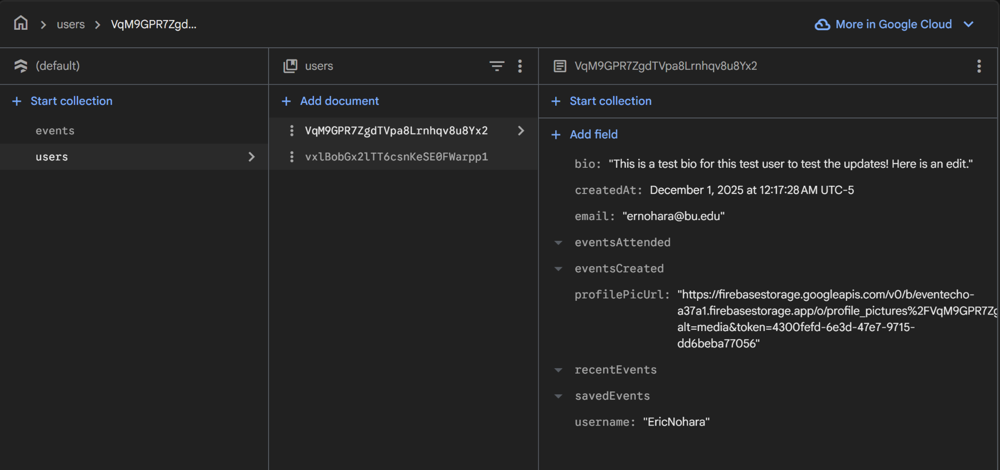 users
VqM9GPR7Zgd...
More in Google Cloud
(default)
users
VqM9GPR7ZgdTVpa8Lrnhqv8u8Yx2
Start collection
Add document
Start collection
events
users
VqM9GPR7ZgdTVpa8Lrnhqv8u8Yx2
vxlBobGx2lTT6csnKeSE0FWarpp1
Add field
bio: "This is a test bio for this test user to test the updates! Here is an edit."
createdAt: December 1, 2025 at 12:17:28 AM UTC-5
email: "ernohara@bu.edu"
eventsAttended
eventsCreated
profilePicUrl: "https://firebasestorage.googleapis.com/v0/b/eventecho-
a37a1.firebasestorage.app/o/profile_pictures%2FVqM9GPR7Zg
alt=media&token=4300fefd-6e3d-47e7-9715-
dd6beba77056"
recentEvents
savedEvents
username: "EricNohara"